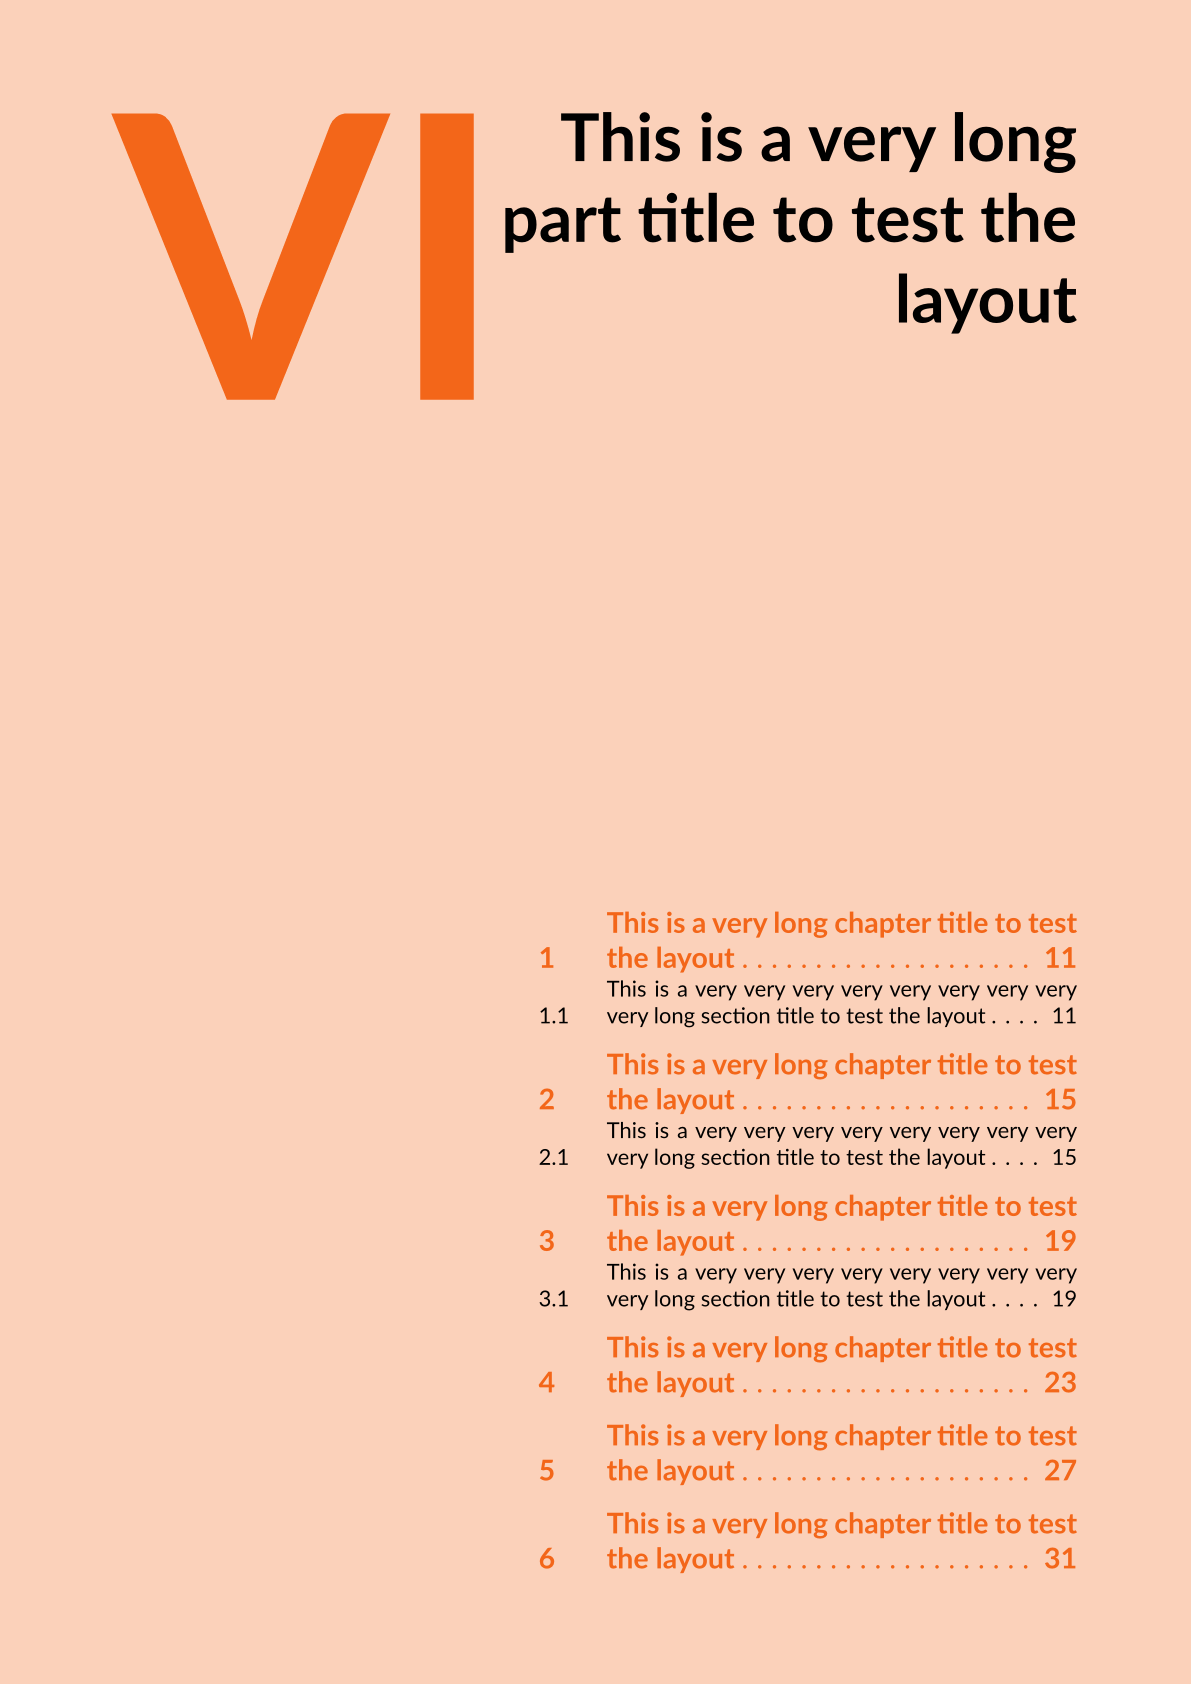 VI
This is a very long
part title to test the
layout
This is a very long chapter title to test
1 the layout . . . . . . . . . . . . . . . . . . . . 11
This is a very very very very very very very very
1.1 very long section title to test the layout . . . . 11
This is a very long chapter title to test
2 the layout . . . . . . . . . . . . . . . . . . . . 15
This is a very very very very very very very very
2.1 very long section title to test the layout . . . . 15
This is a very long chapter title to test
3 the layout . . . . . . . . . . . . . . . . . . . . 19
This is a very very very very very very very very
3.1 very long section title to test the layout . . . . 19
This is a very long chapter title to test
4 the layout . . . . . . . . . . . . . . . . . . . . 23
This is a very long chapter title to test
5 the layout . . . . . . . . . . . . . . . . . . . . 27
This is a very long chapter title to test
6 the layout . . . . . . . . . . . . . . . . . . . . 31